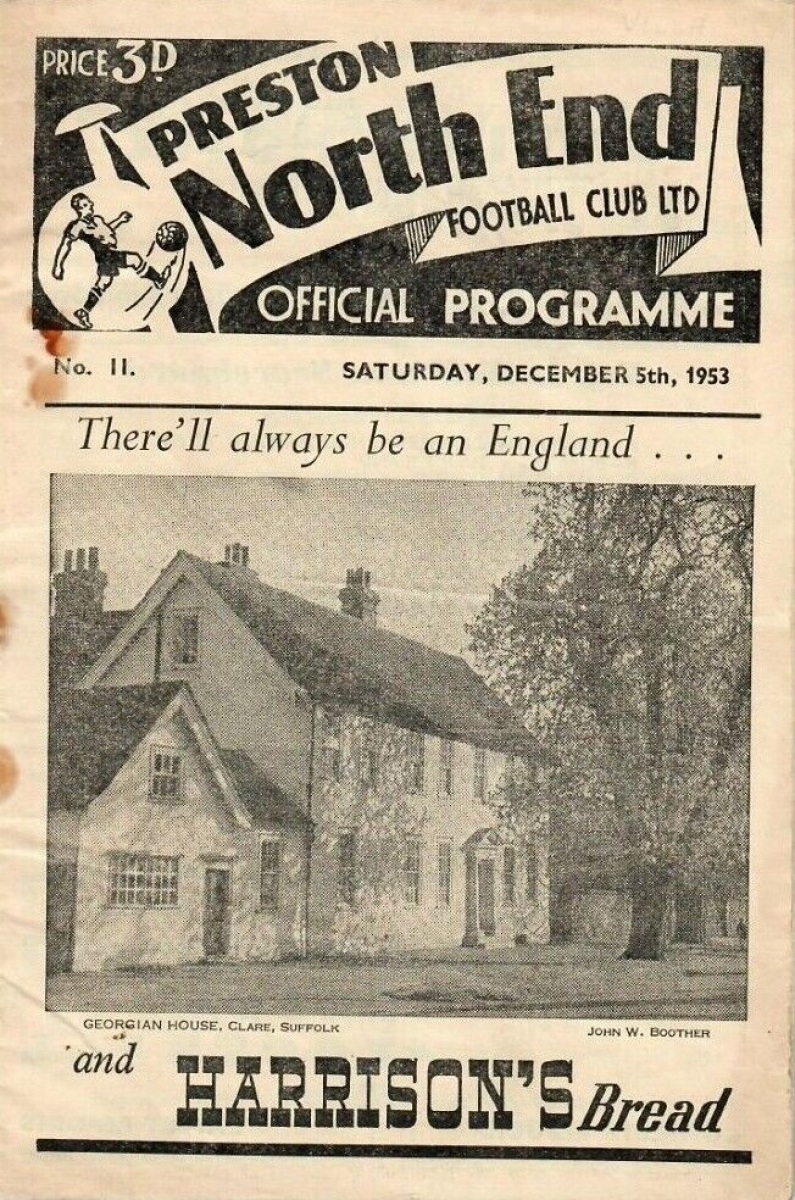 PRICE 3D
PRESTON
North End
FOOTBALL CLUB LTD
OFFICIAL PROGRAMME
No. 11.
SATURDAY, DECEMBER 5th, 1953
There'll always be an England . . .
GEORGIAN HOUSE, CLARE, SUFFOLK
JOHN W. BOOTHER
and
HARRISON'S Bread